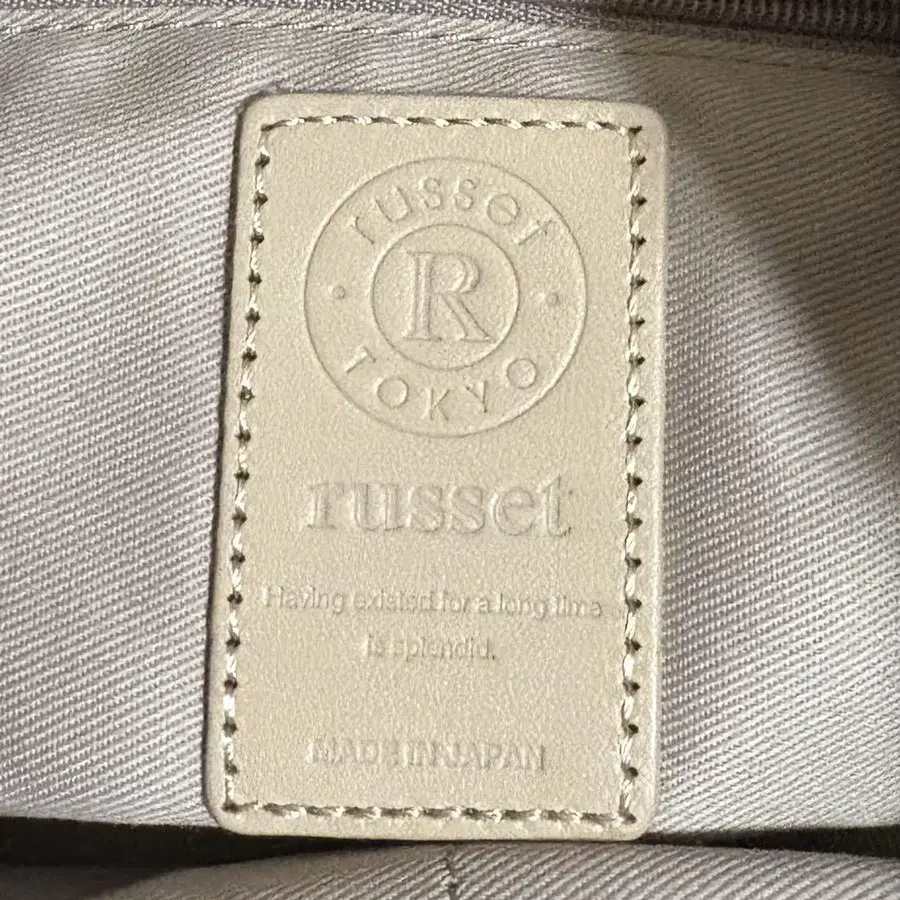 russet
R
TOKYO
russet
Having existed for a long time
is splendid.
MADE IN JAPAN